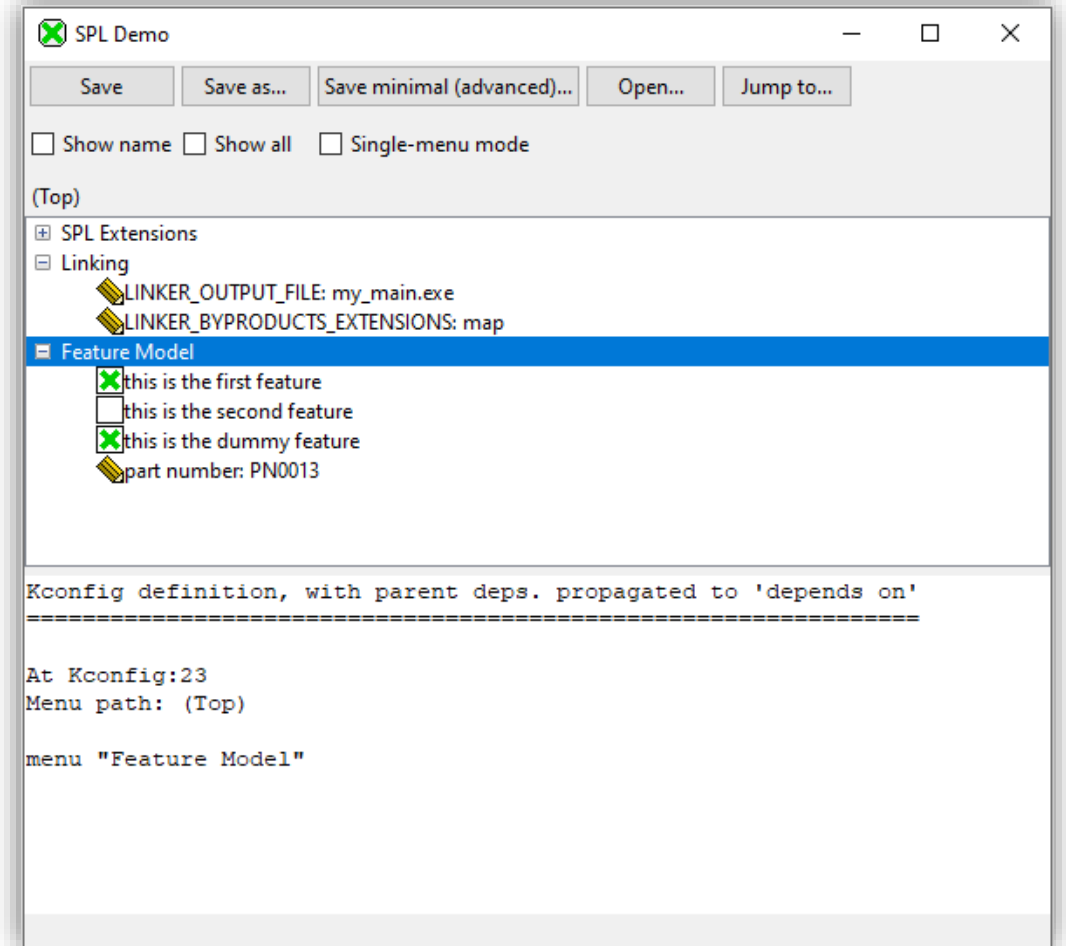 SPL Demo
Save Save as... Save minimal (advanced)... Open... Jump to...
Show name Show all Single-menu mode
(Top)
SPL Extensions
Linking
LINKER_OUTPUT_FILE: my_main.exe
LINKER_BYPRODUCTS_EXTENSIONS: map
Feature Model
this is the first feature
this is the second feature
this is the dummy feature
part number: PN0013
Kconfig definition, with parent deps. propagated to 'depends on'
================================================================
At Kconfig:23
Menu path: (Top)
menu "Feature Model"